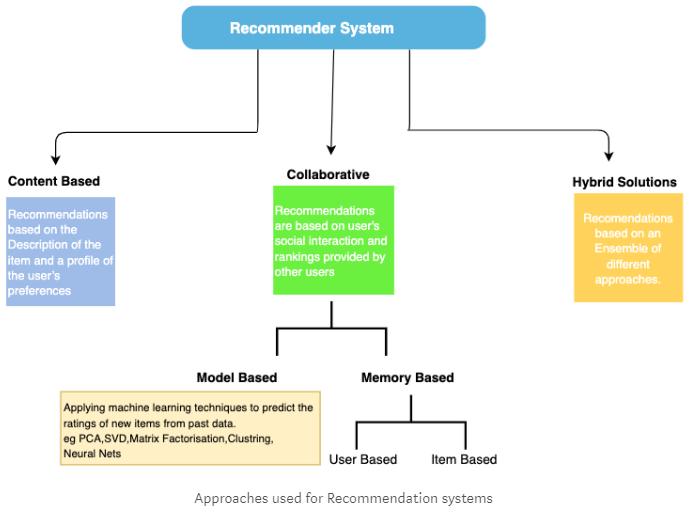 Recommender System
Content Based
Recommendations
based on the
Description of the
item and a profile of
the user's
preferences
Collaborative
Recommendations
are based on user's
social interaction and
rankings provided by
other users
Hybrid Solutions
Recomendations
based on an
Ensemble of
different
approaches.
Model Based
Applying machine learning techniques to predict the
ratings of new items from past data.
eg PCA,SVD,Matrix Factorisation,Clustring,
Neural Nets
Memory Based
User Based
Item Based
Approaches used for Recommendation systems